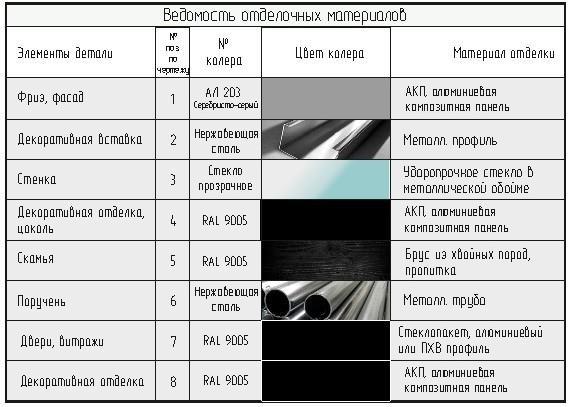 Ведомость отделочных материалов
Элементы детали
№
поз
по
чертежу
№
колера
Цвет колера
Материал отделки
Фриз, фасад
1
АЛ 203
Серебристо-серый
АКП, алюминиевая
композитная панель
Декоративная вставка
2
Нержавеющая
сталь
Металл. профиль
Стенка
3
Стекло
прозрачное
Ударопрочное стекло в
металлической обойме
Декоративная отделка,
цоколь
4
RAL 9005
АКП, алюминиевая
композитная панель
Скамья
5
RAL 9005
Брус из хвойных пород,
пропитка
Поручень
6
Нержавеющая
сталь
Металл. труба
Двери, витражи
7
RAL 9005
Стеклопакет, алюминиевый
или ПХВ профиль
Декоративная отделка
8
RAL 9005
АКП, алюминиевая
композитная панель